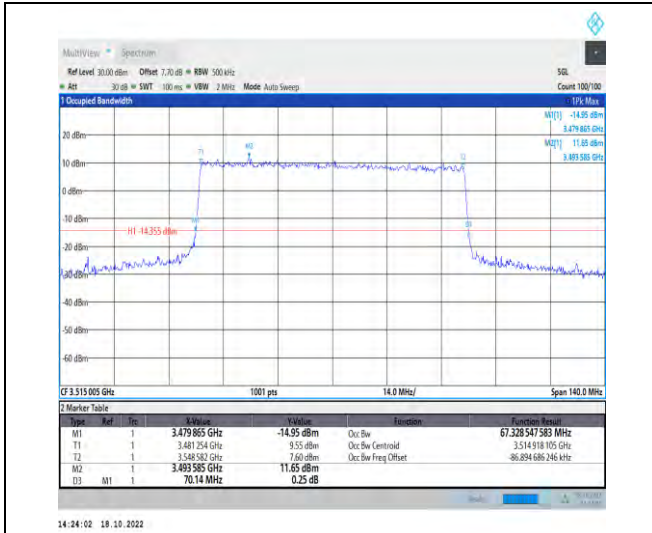 MultiView Spectrum
Ref Level 30.00 dBm Offset 7.70 dB RBW 500 kHz SGL
Att 30 dB SWT 100 ms VBW 2 MHz Mode Auto Sweep Count 100/100
1 Occupied Bandwidth 1Pk Max
M1[1] -14.95 dBm
3.479 865 GHz
M2[1] 11.65 dBm
3.493 585 GHz
20 dBm
T1 M2 T2
10 dBm
0 dBm
-10 dBm
M1 D3
H1 -14.353 dBm
-30 dBm
-40 dBm
-50 dBm
-60 dBm
CF 3.515 005 GHz 1001 pts 14.0 MHz/ Span 140.0 MHz
2 Marker Table
Type Ref Trc X-Value Y-Value Function Function Result
M1 1 3.479 865 GHz -14.95 dBm Occ Bw 67.328 547 583 MHz
T1 1 3.481 254 GHz 9.55 dBm Occ Bw Centroid 3.514 918 105 GHz
T2 1 3.548 582 GHz 7.60 dBm Occ Bw Freq Offset -86.894 686 246 kHz
M2 1 3.493 585 GHz 11.65 dBm
D3 M1 1 70.14 MHz 0.25 dB
14:24:02 18.10.2022